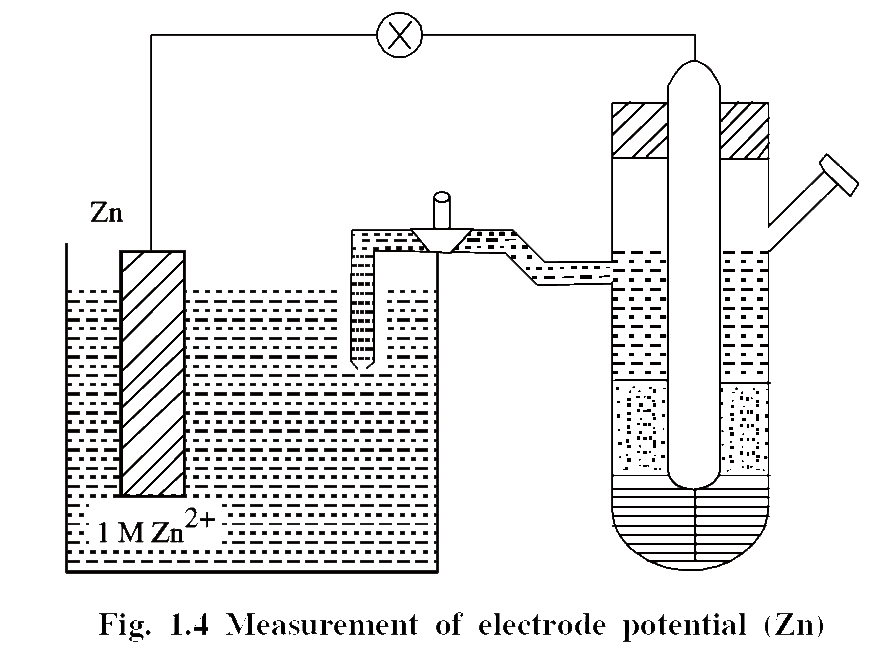 Zn
1 M Zn2+
Fig. 1.4 Measurement of electrode potential (Zn)